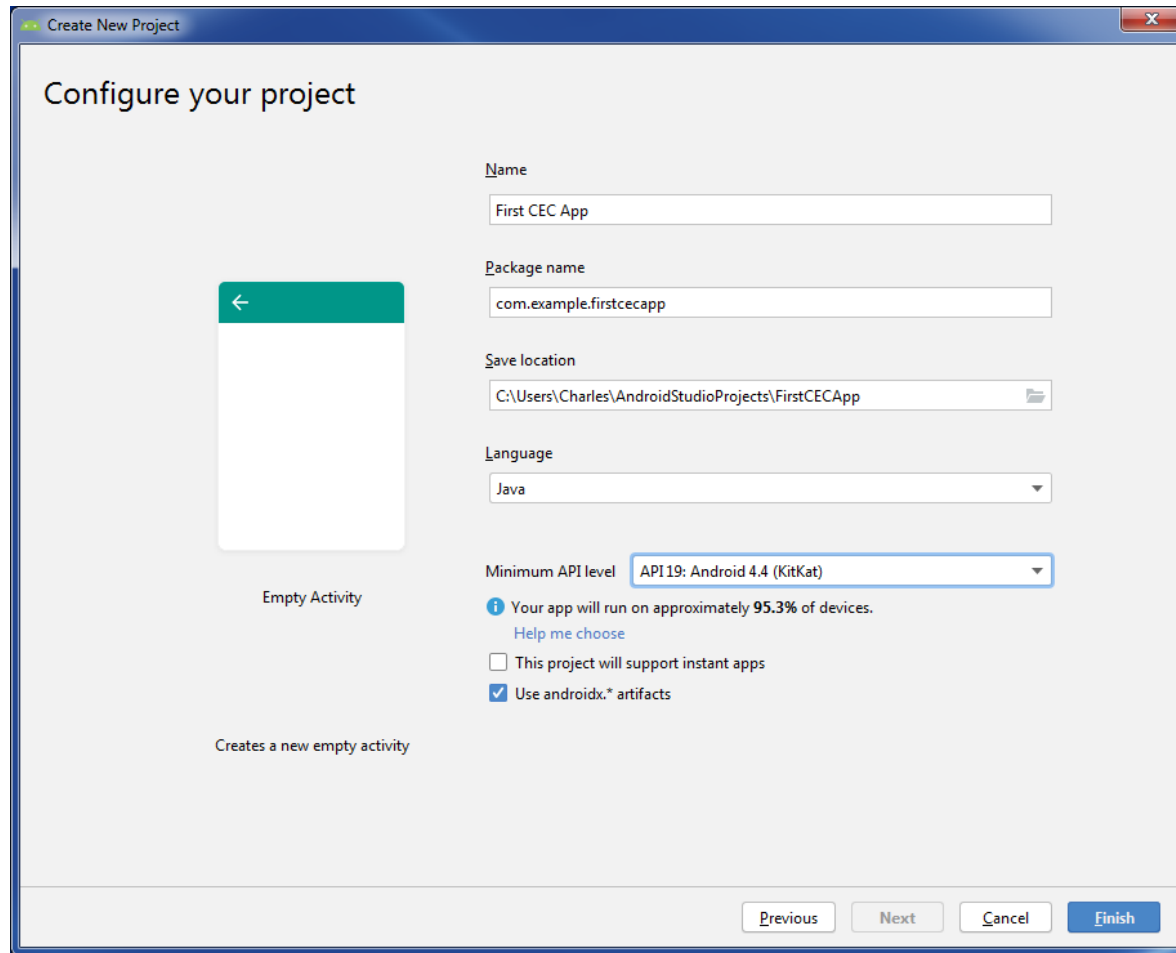 Create New Project
Configure your project
Name
First CEC App
Package name
com.example.firstcecapp
Save location
C:\Users\Charles\AndroidStudioProjects\FirstCECApp
Language
Java
Minimum API level API 19: Android 4.4 (KitKat)
Empty Activity
Your app will run on approximately 95.3% of devices.
Help me choose
This project will support instant apps
Use androidx.* artifacts
Creates a new empty activity
Previous Next Cancel Finish